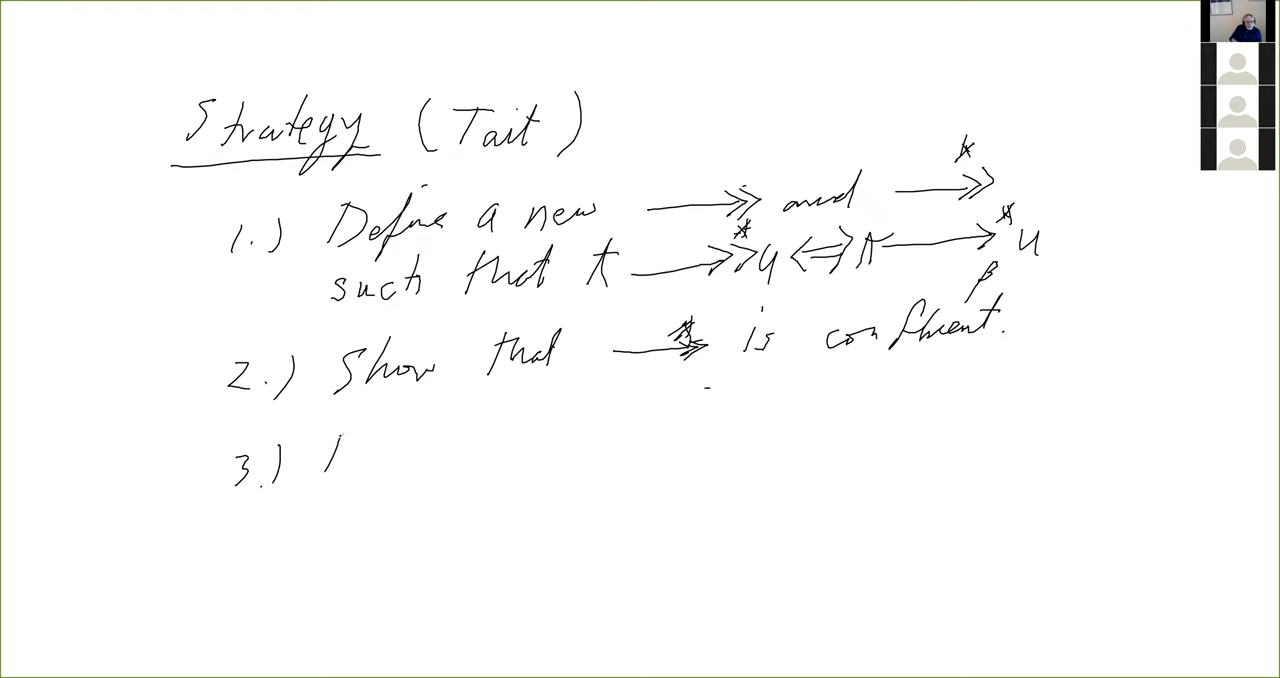 Strategy (Tait)
1.) Define a new ⟶» and ⟶»*
such that t ⟶»* u ⟺ t ⟶*β u
2.) Show that ⟶»* is confluent.
3.)